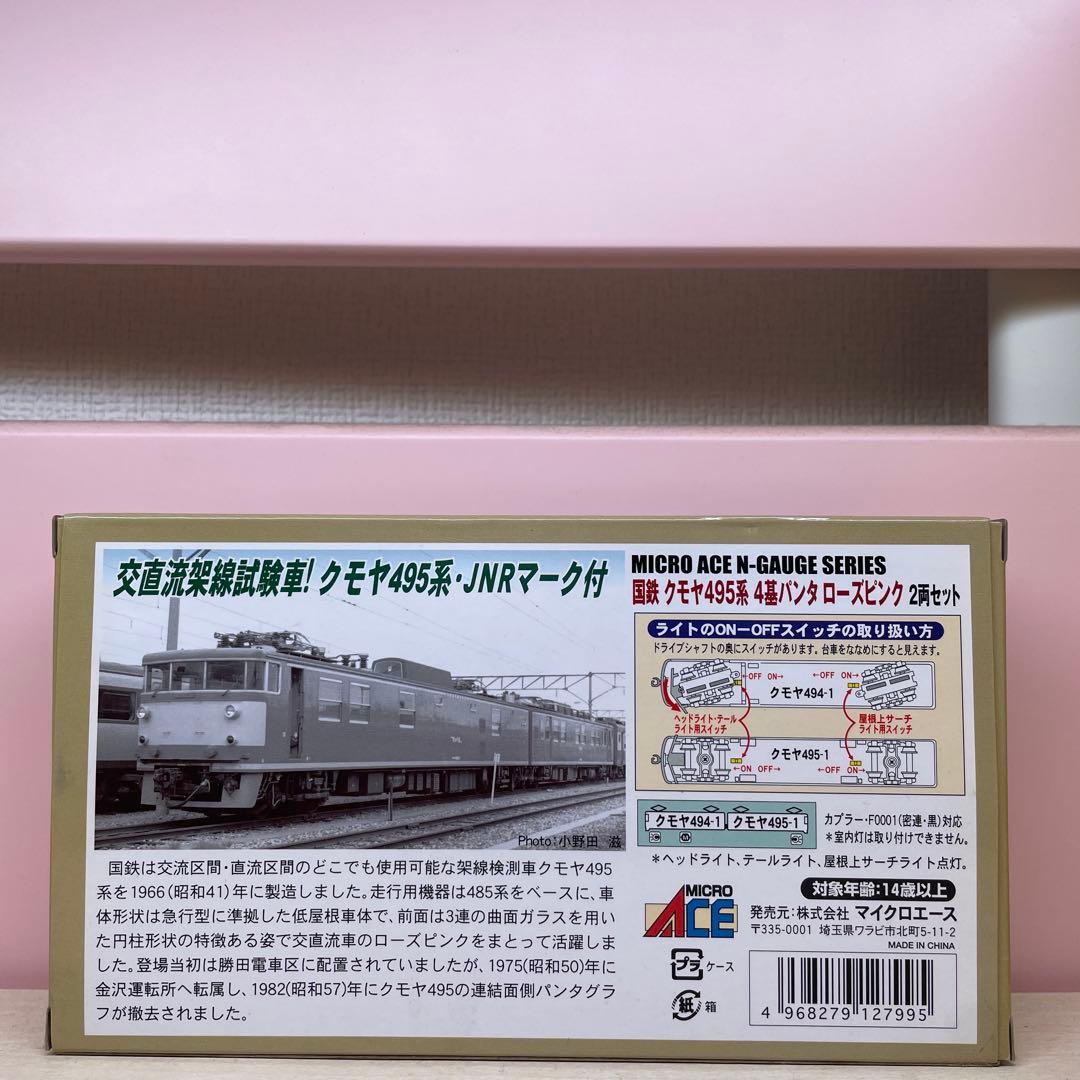 交直流架線試験車! クモヤ495系・JNRマーク付
Photo:小野田 滋
国鉄は交流区間・直流区間のどこでも使用可能な架線検測車クモヤ495
系を1966(昭和41)年に製造しました。走行用機器は485系をベースに、車
体形状は急行型に準拠した低屋根車体で、前面は3連の曲面ガラスを用い
た円柱形状の特徴ある姿で交直流車のローズピンクをまとって活躍しま
した。登場当初は勝田電車区に配置されていましたが、1975(昭和50)年に
金沢運転所へ転属し、1982(昭和57)年にクモヤ495の連結面側パンタグラ
フが撤去されました。
MICRO ACE N-GAUGE SERIES
国鉄 クモヤ495系 4基パンタ ローズピンク 2両セット
ライトのON-OFFスイッチの取り扱い方
ドライブシャフトの奥にスイッチがあります。台車をななめにすると見えます。
←OFF ON→
クモヤ494-1
←OFF ON→
ヘッドライト・テール
ライト用スイッチ
屋根上サーチ
ライト用スイッチ
クモヤ495-1
←ON OFF→
←ON OFF→
クモヤ494-1
クモヤ495-1
カプラー・F0001(密連・黒)対応
*室内灯は取り付けできません。
*ヘッドライト、テールライト、屋根上サーチライト点灯。
MICRO
ACE
対象年齢:14歳以上
発売元:株式会社 マイクロエース
〒335-0001 埼玉県ワラビ市北町5-11-2
MADE IN CHINA
プラ ケース
紙 箱
4 968279 127995